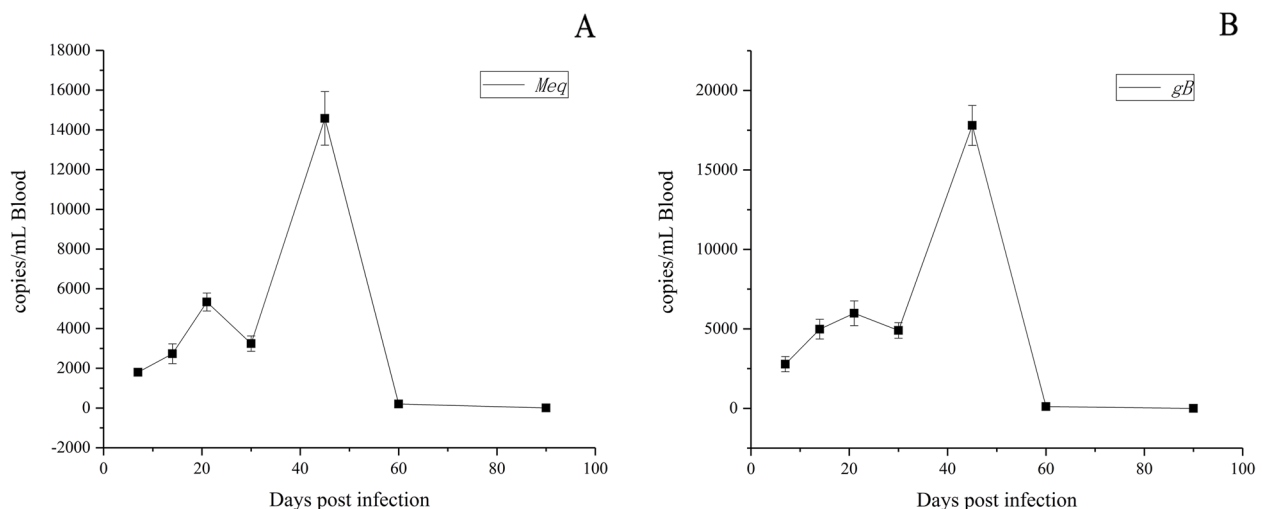 A
18000
16000
14000
12000
10000
8000
6000
4000
2000
0
-2000
copies/mL Blood
Meq
0 20 40 60 80 100
Days post infection
B
20000
15000
10000
5000
0
copies/mL Blood
gB
0 20 40 60 80 100
Days post infection